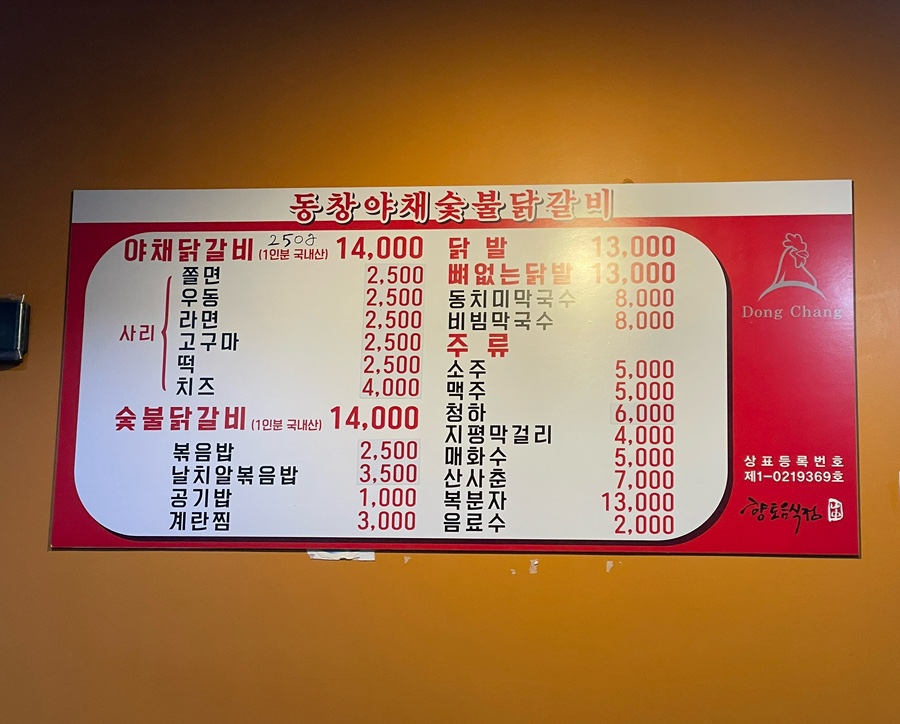 동창야채숯불닭갈비
야채닭갈비 250g (1인분 국내산) 14,000
사리
쫄면 2,500
우동 2,500
라면 2,500
고구마 2,500
떡 2,500
치즈 4,000
숯불닭갈비 (1인분 국내산) 14,000
볶음밥 2,500
날치알볶음밥 3,500
공기밥 1,000
계란찜 3,000
닭 발 13,000
뼈없는닭발 13,000
동치미막국수 8,000
비빔막국수 8,000
주 류
소주 5,000
맥주 5,000
청하 6,000
지평막걸리 4,000
매화수 5,000
산사춘 7,000
복분자 13,000
음료수 2,000
Dong Chang
상표등록번호
제1-0219369호
향토음식점